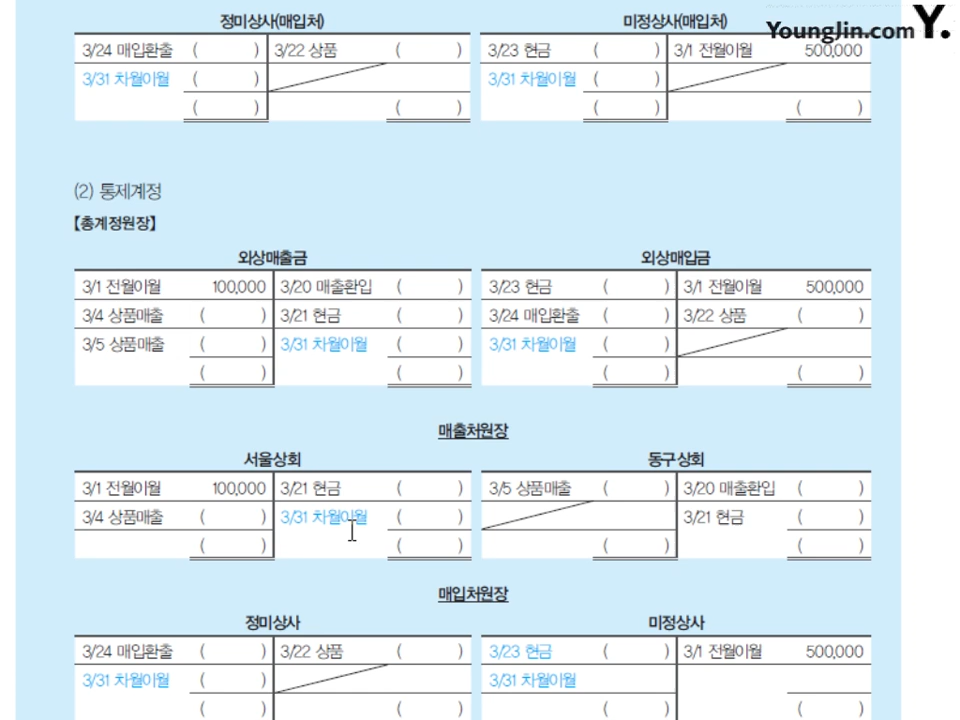 정미상사(매입처) 미정상사(매입처)
YoungJin.com Y.
3/24 매입환출 ( ) 3/22 상품 ( ) 3/23 현금 ( ) 3/1 전월이월 500,000
3/31 차월이월 ( ) 3/31 차월이월 ( )
( ) ( ) ( ) ( )
(2) 통제계정
【총계정원장】
외상매출금 외상매입금
3/1 전월이월 100,000 3/20 매출환입 ( ) 3/23 현금 ( ) 3/1 전월이월 500,000
3/4 상품매출 ( ) 3/21 현금 ( ) 3/24 매입환출 ( ) 3/22 상품 ( )
3/5 상품매출 ( ) 3/31 차월이월 ( ) 3/31 차월이월 ( )
( ) ( ) ( ) ( )
매출처원장
서울상회 동구상회
3/1 전월이월 100,000 3/21 현금 ( ) 3/5 상품매출 ( ) 3/20 매출환입 ( )
3/4 상품매출 ( ) 3/31 차월이월 ( ) 3/21 현금 ( )
( ) ( ) ( ) ( )
매입처원장
정미상사 미정상사
3/24 매입환출 ( ) 3/22 상품 ( ) 3/23 현금 ( ) 3/1 전월이월 500,000
3/31 차월이월 ( ) 3/31 차월이월
( ) ( ) ( ) ( )